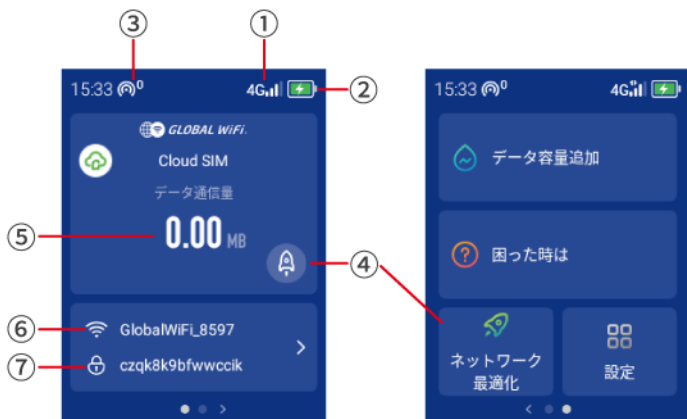 ③
①
15:33
0
4G
②
GLOBAL WiFi.
Cloud SIM
データ通信量
⑤
0.00 MB
④
⑥
GlobalWiFi_8597
⑦
czqk8k9bfwwccik
15:33
0
4G
データ容量追加
困った時は
ネットワーク
最適化
設定